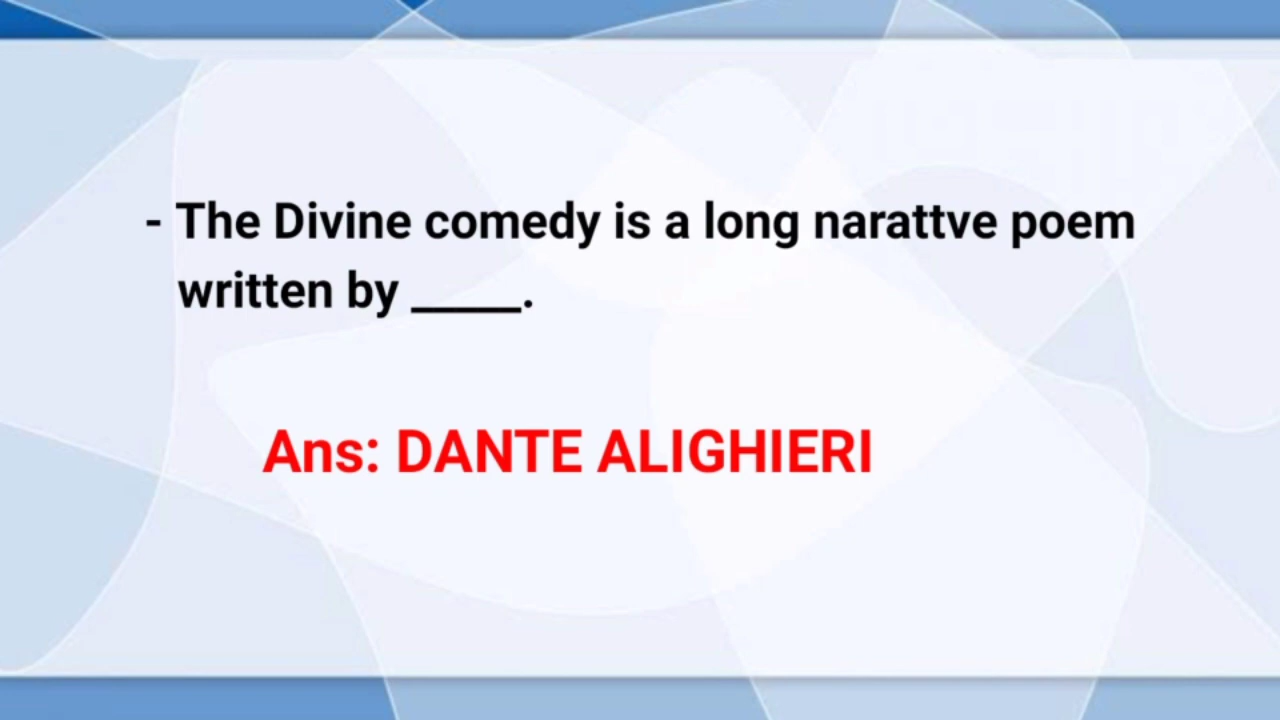 - The Divine comedy is a long narattve poem
written by _____.
Ans: DANTE ALIGHIERI